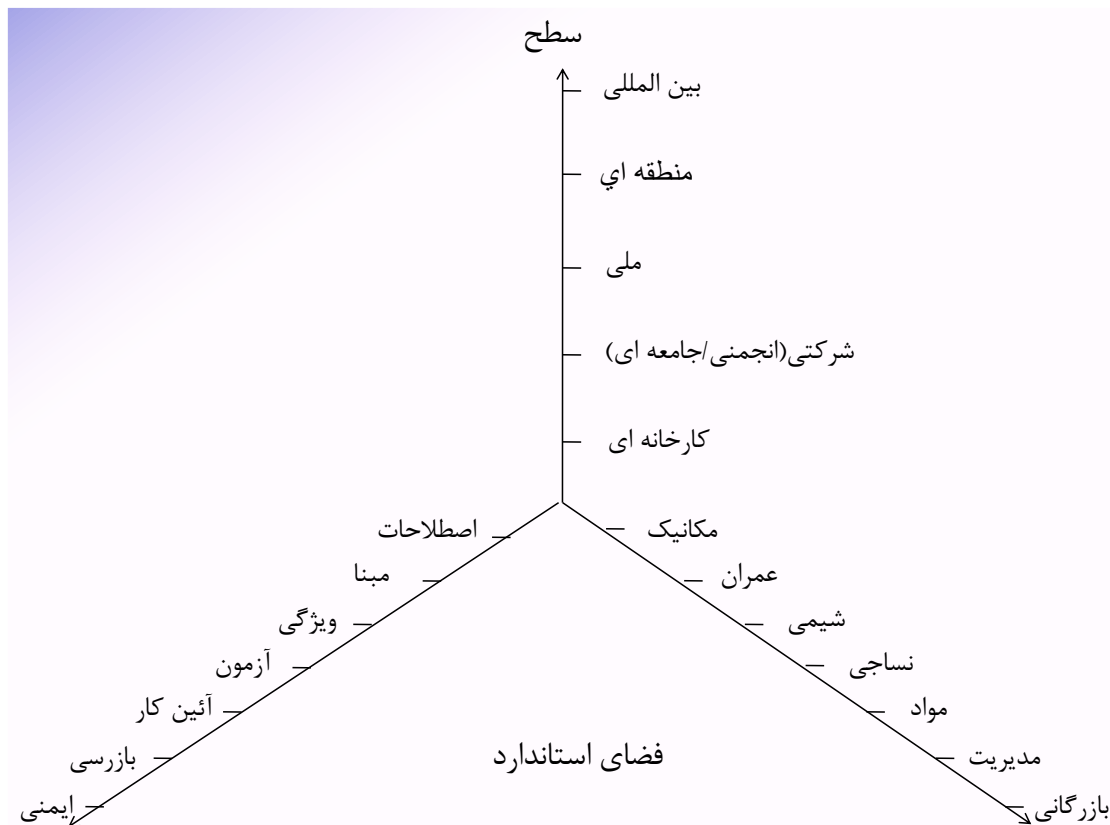 سطح
بین المللی
منطقه اي
ملی
شرکتی(انجمنی/جامعه ای)
کارخانه ای
مکانیک
عمران
شیمی
نساجی
مواد
مدیریت
بازرگانی
اصطلاحات
مبنا
ویژگی
آزمون
آئین کار
بازرسی
ایمنی
فضای استاندارد